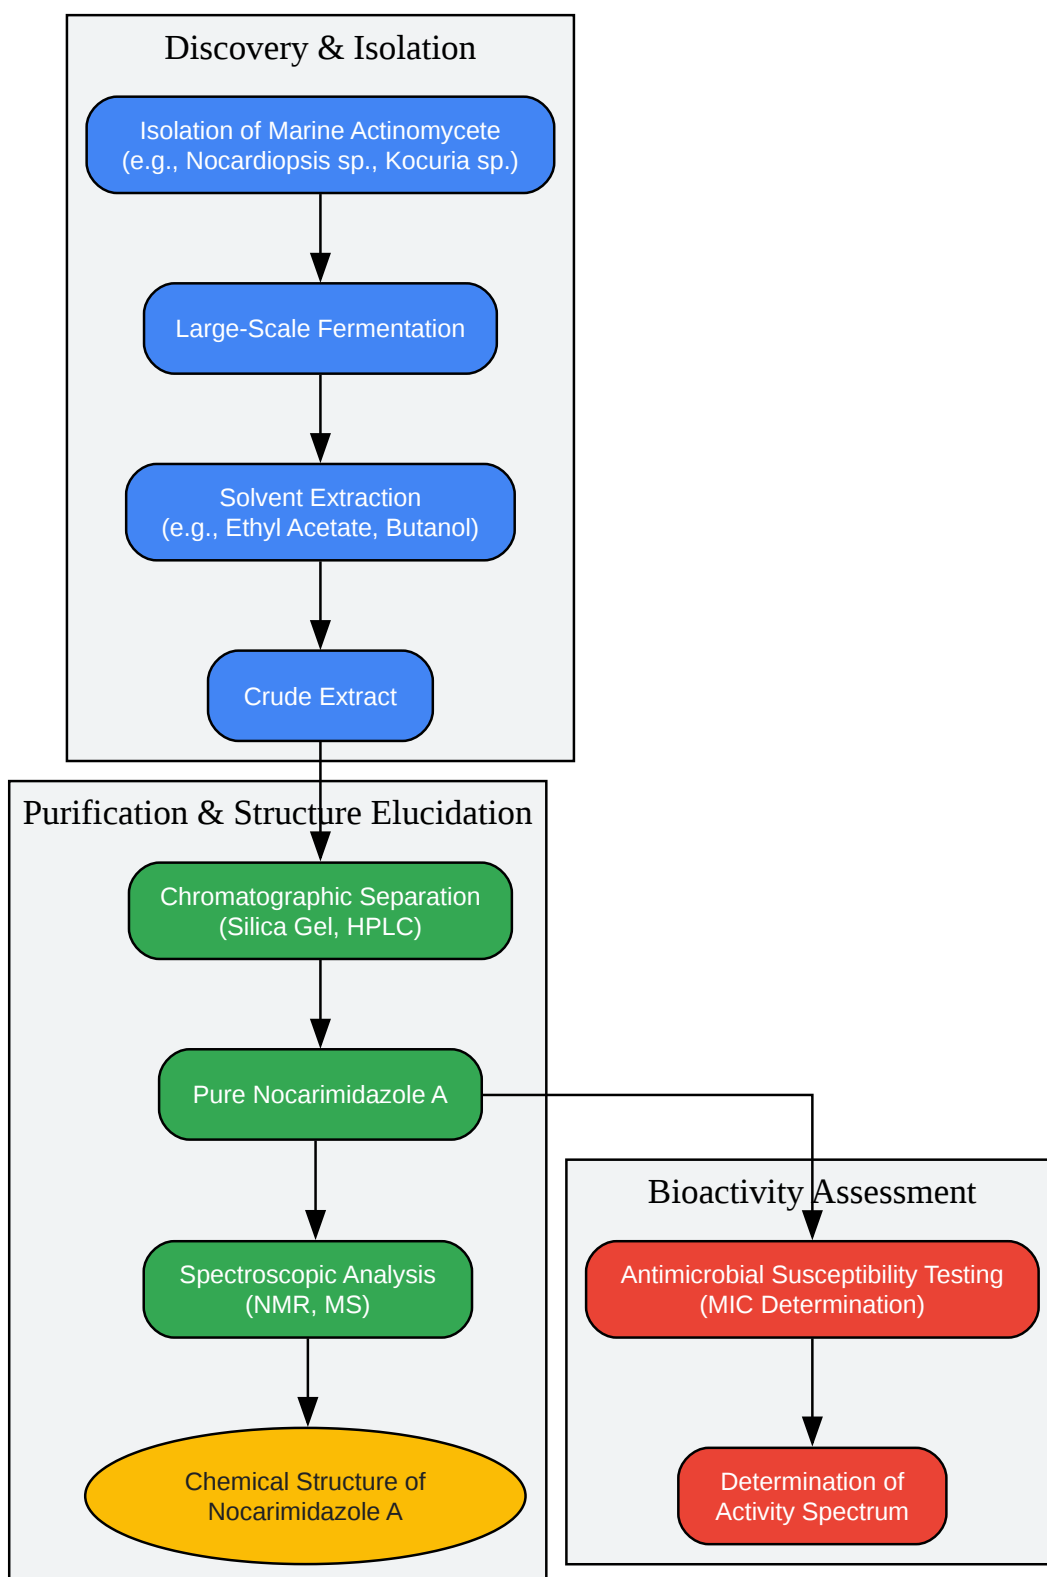 Discovery & Isolation
Isolation of Marine Actinomycete
(e.g., Nocardiopsis sp., Kocuria sp.)
Large-Scale Fermentation
Solvent Extraction
(e.g., Ethyl Acetate, Butanol)
Crude Extract
Purification & Structure Elucidation
Chromatographic Separation
(Silica Gel, HPLC)
Pure Nocarimidazole A
Spectroscopic Analysis
(NMR, MS)
Chemical Structure of
Nocarimidazole A
Bioactivity Assessment
Antimicrobial Susceptibility Testing
(MIC Determination)
Determination of
Activity Spectrum